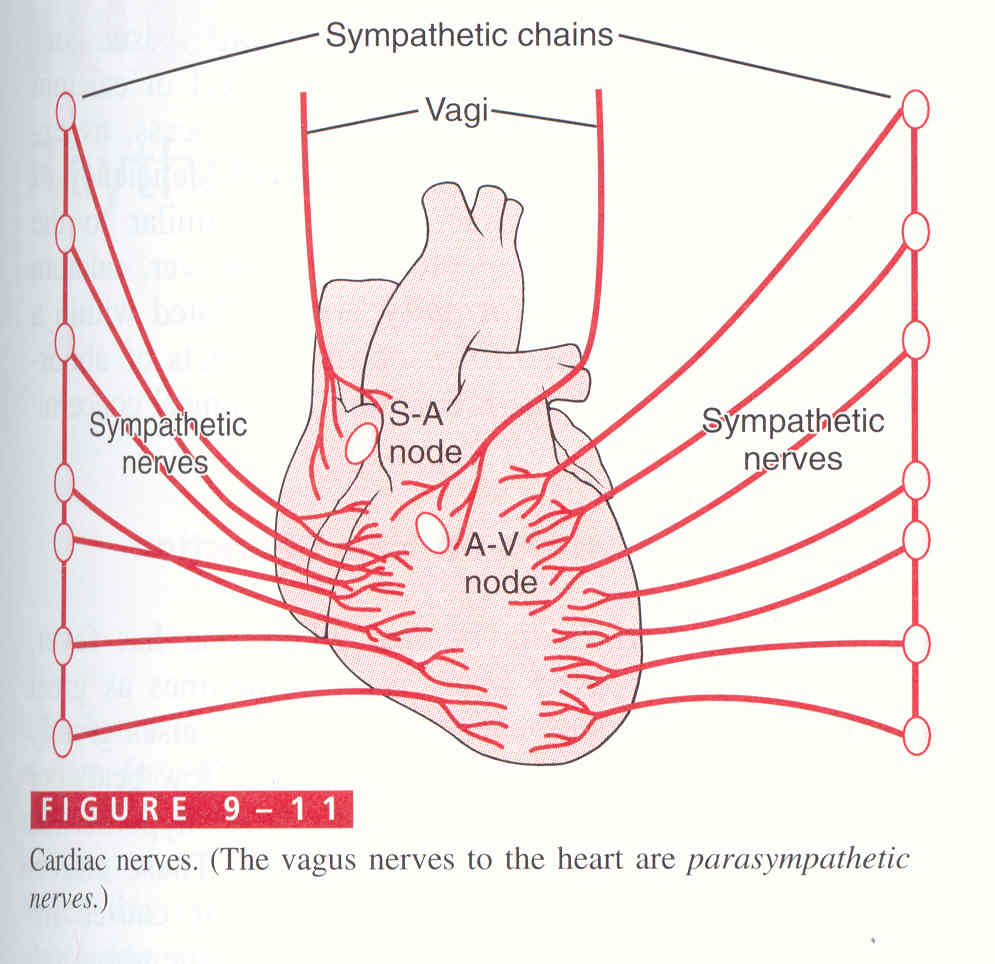 Sympathetic chains
Vagi
S-A
node
Sympathetic
nerves
Sympathetic
nerves
A-V
node
FIGURE 9–11
Cardiac nerves. (The vagus nerves to the heart are parasympathetic
nerves.)